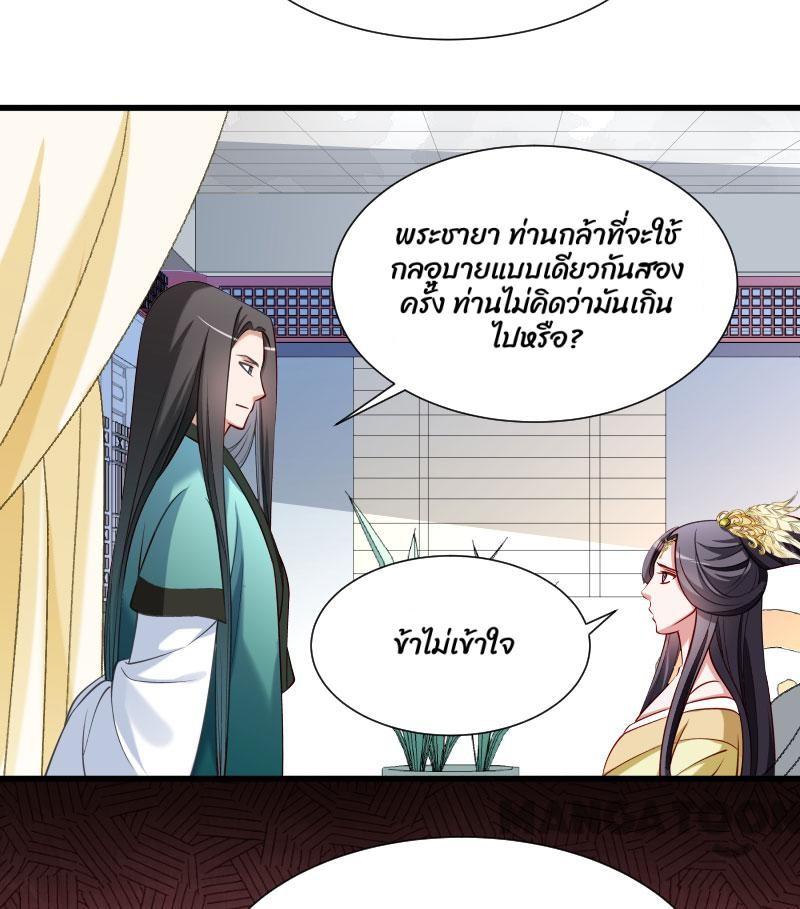 พระชายา ท่านกล้าที่จะใช้
กลอุบายแบบเดียวกันสอง
ครั้ง ท่านไม่คิดว่ามันเกิน
ไปหรือ?
ข้าไม่เข้าใจ
MANGATOON